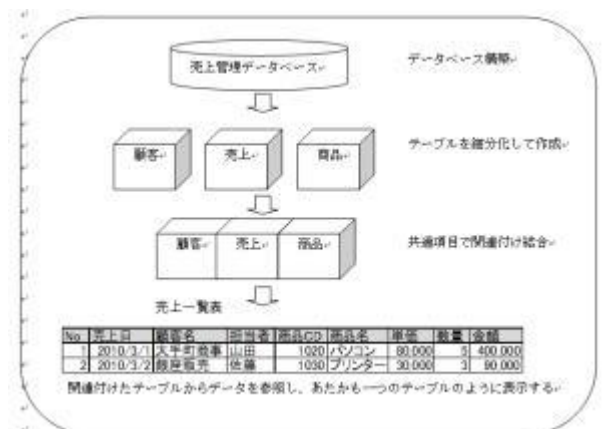 売上管理データベース
データベース構築
顧客
売上
商品
テーブルを細分化して作成
顧客 売上 商品
共通項目で関連付け結合
売上一覧表
No 売上日 顧客名 担当者 商品CD 商品名 単価 数量 金額
1 2010/3/1 大手町商事 山田 1020 パソコン 80,000 5 400,000
2 2010/3/2 銀座販売 佐藤 1030 プリンター 30,000 3 90,000
関連付けたテーブルからデータを参照し、あたかも一つのテーブルのように表示する